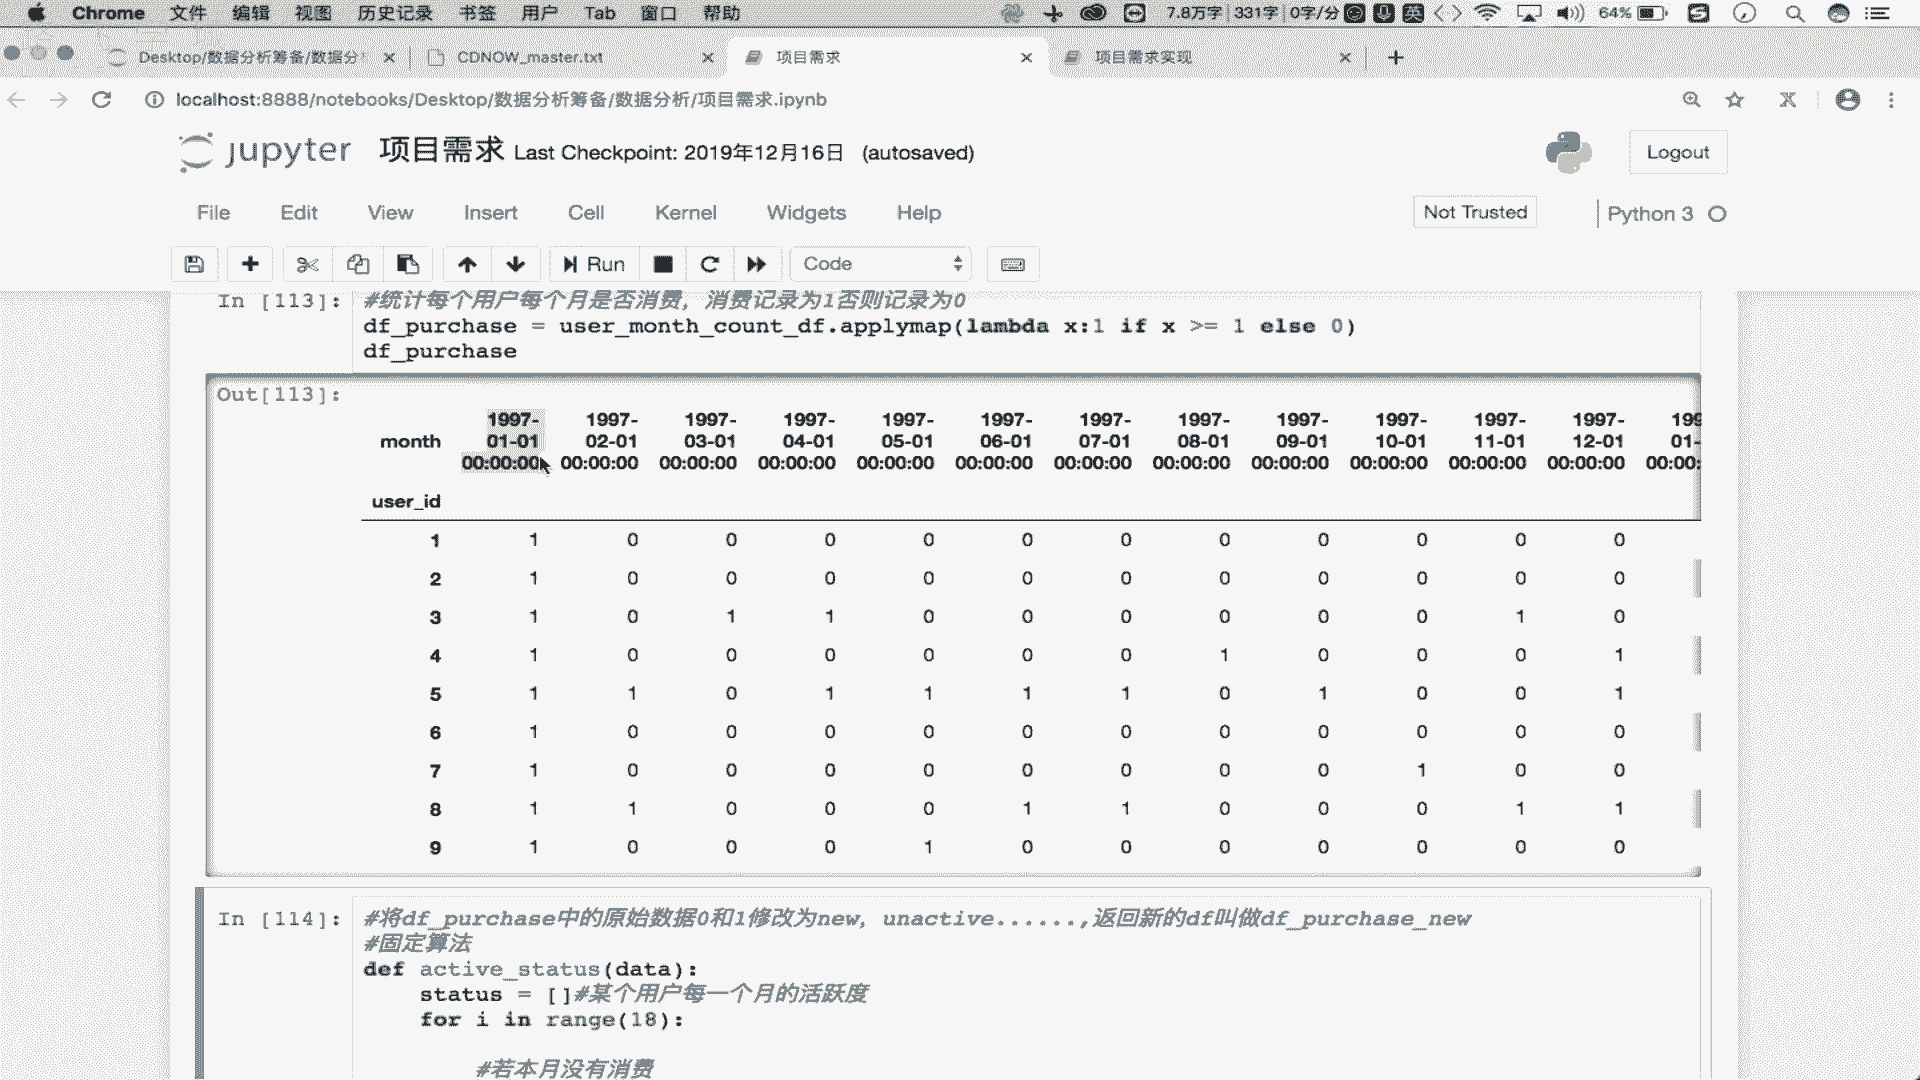 Chrome 文件 编辑 视图 历史记录 书签 用户 Tab 窗口 帮助 7.8万字 331字 0字/分 英 64%
Desktop/数据分析筹备/数据分 CDNOW_master.txt 项目需求 项目需求实现
localhost:8888/notebooks/Desktop/数据分析筹备/数据分析/项目需求.ipynb
jupyter 项目需求 Last Checkpoint: 2019年12月16日 (autosaved) Logout
File Edit View Insert Cell Kernel Widgets Help Not Trusted Python 3
Run Code
In [113]: #统计每个用户每个月是否消费，消费记录为1否则记录为0
df_purchase = user_month_count_df.applymap(lambda x:1 if x >= 1 else 0)
df_purchase
Out[113]:
1997- 1997- 1997- 1997- 1997- 1997- 1997- 1997- 1997- 1997- 1997- 1997- 199
month 01-01 02-01 03-01 04-01 05-01 06-01 07-01 08-01 09-01 10-01 11-01 12-01 01-
00:00:00 00:00:00 00:00:00 00:00:00 00:00:00 00:00:00 00:00:00 00:00:00 00:00:00 00:00:00 00:00:00 00:00:00 00:00:
user_id
1 1 0 0 0 0 0 0 0 0 0 0 0
2 1 0 0 0 0 0 0 0 0 0 0 0
3 1 0 1 1 0 0 0 0 0 0 1 0
4 1 0 0 0 0 0 0 1 0 0 0 1
5 1 1 0 1 1 1 1 0 1 0 0 1
6 1 0 0 0 0 0 0 0 0 0 0 0
7 1 0 0 0 0 0 0 0 0 1 0 0
8 1 1 0 0 0 1 1 0 0 0 1 1
9 1 0 0 0 1 0 0 0 0 0 0 0
In [114]: #将df_purchase中的原始数据0和1修改为new，unactive......,返回新的df叫做df_purchase_new
#固定算法
def active_status(data):
status = []#某个用户每一个月的活跃度
for i in range(18):
#若本月没有消费